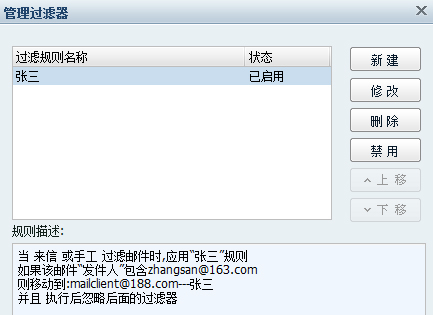 管理过滤器
过滤规则名称 状态
张三 已启用
新 建
修 改
删 除
禁 用
上 移
下 移
规则描述:
当 来信 或手工 过滤邮件时,应用“张三”规则
如果该邮件“发件人”包含zhangsan@163.com
则移动到:mailclient@188.com---张三
并且 执行后忽略后面的过滤器